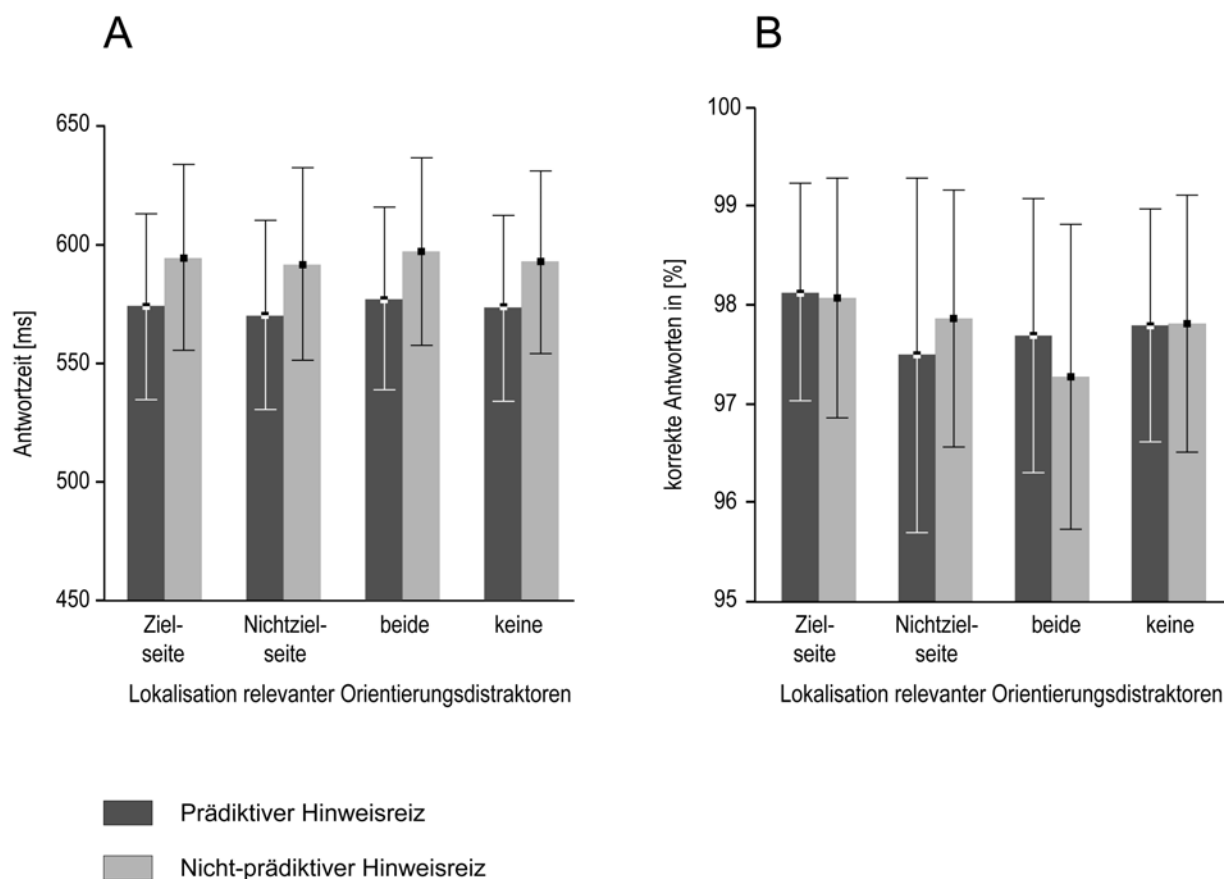 A
650
600
550
500
450
Antwortzeit [ms]
Ziel-
seite
Nichtziel-
seite
beide
keine
Lokalisation relevanter Orientierungsdistraktoren
B
100
99
98
97
96
95
korrekte Antworten in [%]
Ziel-
seite
Nichtziel-
seite
beide
keine
Lokalisation relevanter Orientierungsdistraktoren
Prädiktiver Hinweisreiz
Nicht-prädiktiver Hinweisreiz